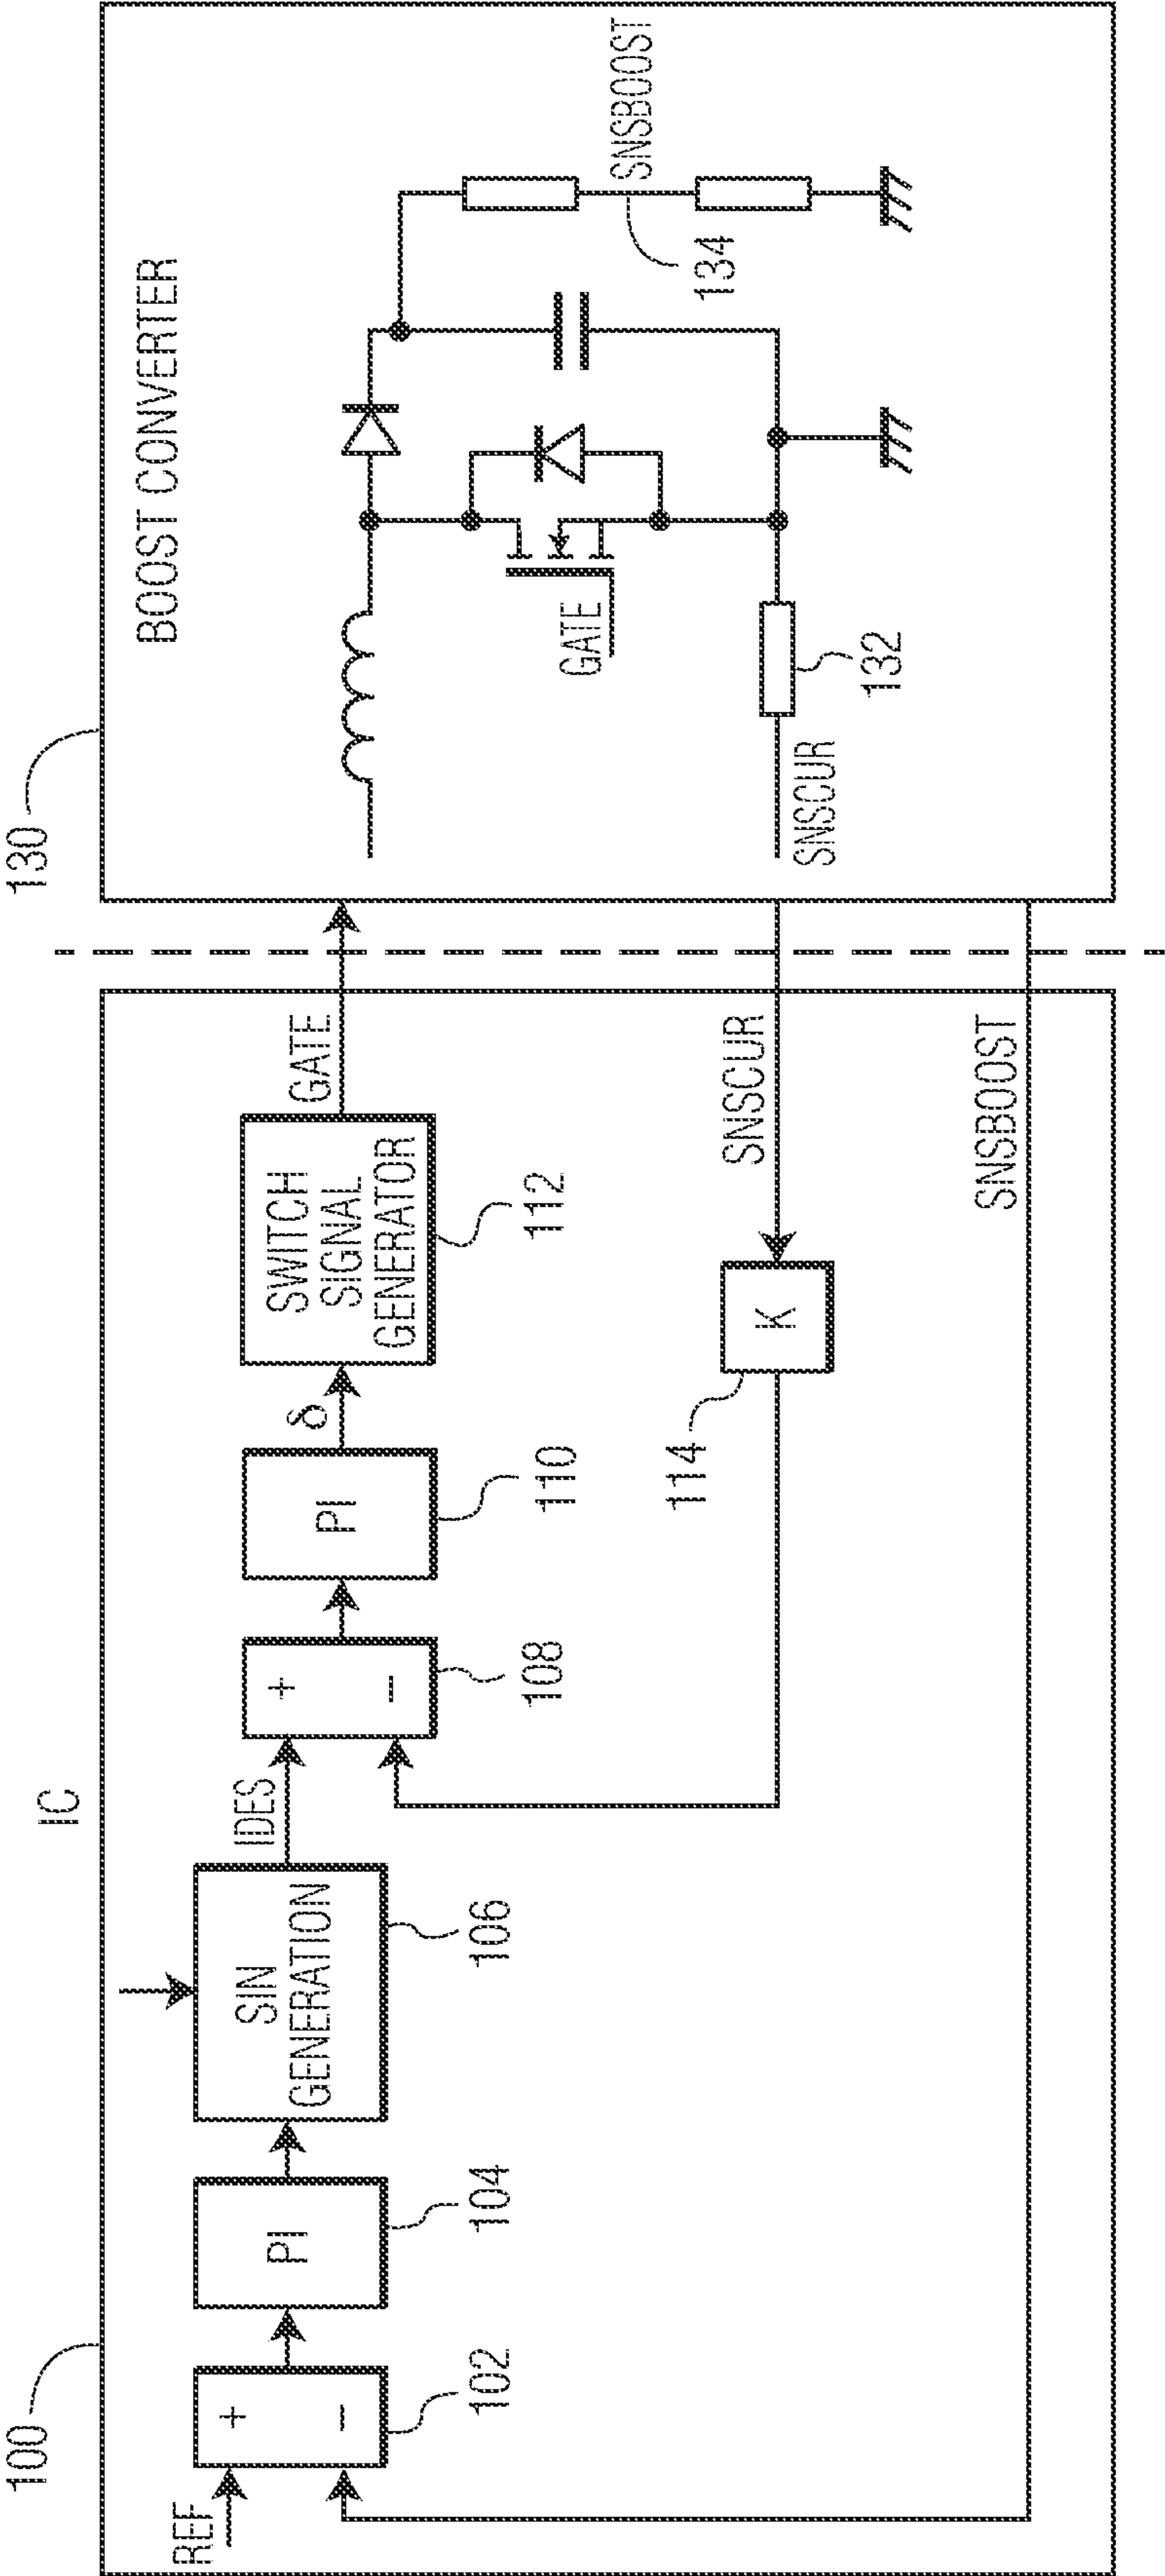 100
IC
REF
+
−
102
PI
104
SIN
GENERATION
106
IDES
+
−
108
PI
110
δ
SWITCH
SIGNAL
GENERATOR
112
GATE
K
114
SNSCUR
SNSBOOST
130
BOOST CONVERTER
GATE
SNSCUR
132
134
SNSBOOST